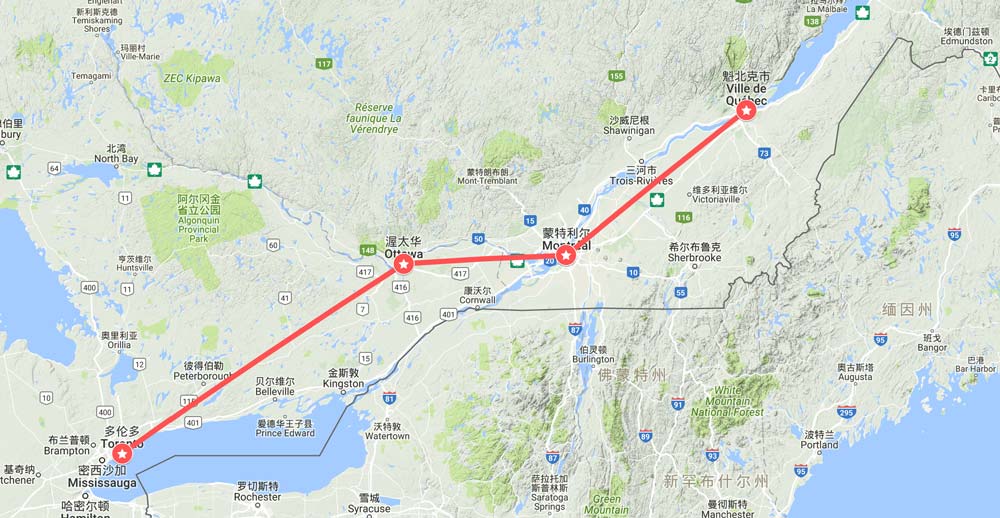 Englehart
新利斯克德
Temiskaming
Shores
玛丽村
Ville-Marie
Temagami
ZEC Kipawa
117
Réserve
faunique La
Vérendrye
155
138
La Malbaie
埃德门兹顿
Edmundston
2
魁北克市
Ville de
Québec
沙威尼根
Shawinigan
73
三河市
Trois-Rivières
蒙特朗布朗
Mont-Tremblant
维多利亚维尔
Victoriaville
116
北湾
North Bay
64
阿尔冈金
省立公园
Algonquin
Provincial
Park
15
40
渥太华
Ottawa
148
50
417
417
416
蒙特利尔
Montréal
20
希尔布鲁克
Sherbrooke
10
55
95
亨茨维尔
Huntsville
400
60
41
7
416
康沃尔
Cornwall
401
87
伯灵顿
Burlington
佛蒙特州
缅因州
班戈
Bangor
巴港
Bar Harbor
95
奥古斯塔
Augusta
奥里利亚
Orillia
12
彼得伯勒
Peterborough
15
贝尔维尔
Belleville
金斯敦
Kingston
81
White
Mountain
National Forest
91
295
10
400
115
401
多伦多
Toronto
布兰普顿
Brampton
密西沙加
Mississauga
爱德华王子县
Prince Edward
沃特敦
Watertown
89
93
波特兰
Portland
95
87
基奇纳
哈密尔顿
Hamilton
罗切斯特
Rochester
雪城
Syracuse
萨拉托加
斯普林斯
Saratoga
Springs
Green
Mountain
新罕布什尔州
曼彻斯特
Manchester